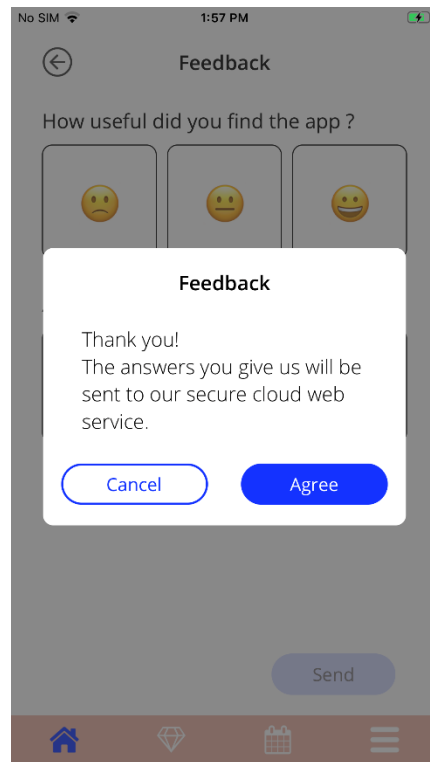 No SIM 1:57 PM
Feedback
How useful did you find the app ?
Feedback
Thank you!
The answers you give us will be
sent to our secure cloud web
service.
Cancel Agree
Send